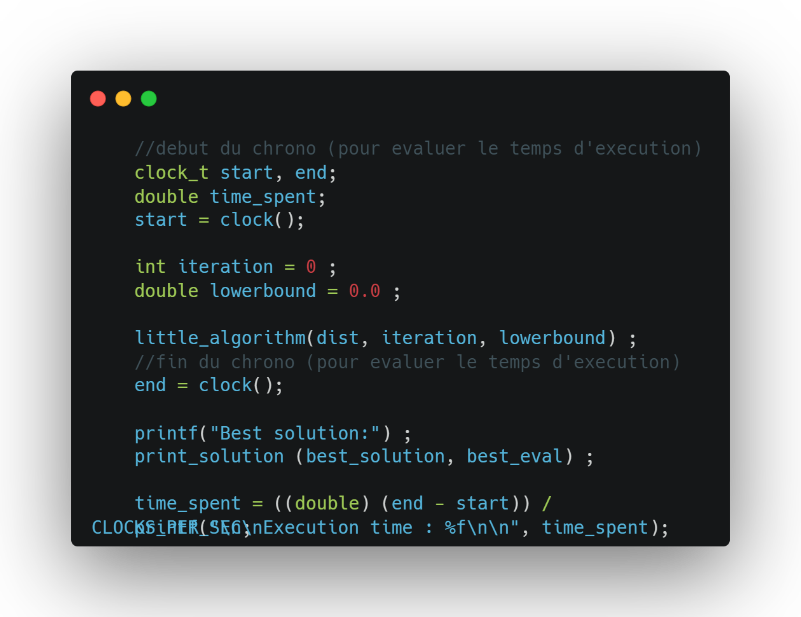 //debut du chrono (pour evaluer le temps d'execution)
clock_t start, end;
double time_spent;
start = clock();
int iteration = 0 ;
double lowerbound = 0.0 ;
little_algorithm(dist, iteration, lowerbound) ;
//fin du chrono (pour evaluer le temps d'execution)
end = clock();
printf("Best solution:") ;
print_solution (best_solution, best_eval) ;
time_spent = ((double) (end - start)) /
CLOCKS_PER_SEC;
printf("\n\nExecution time : %f\n\n", time_spent);